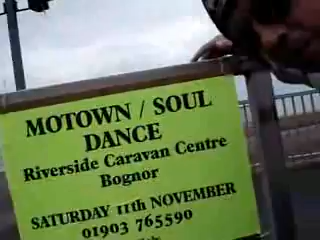 MOTOWN / SOUL
DANCE
Riverside Caravan Centre
Bognor
SATURDAY 11th NOVEMBER
01903 765590